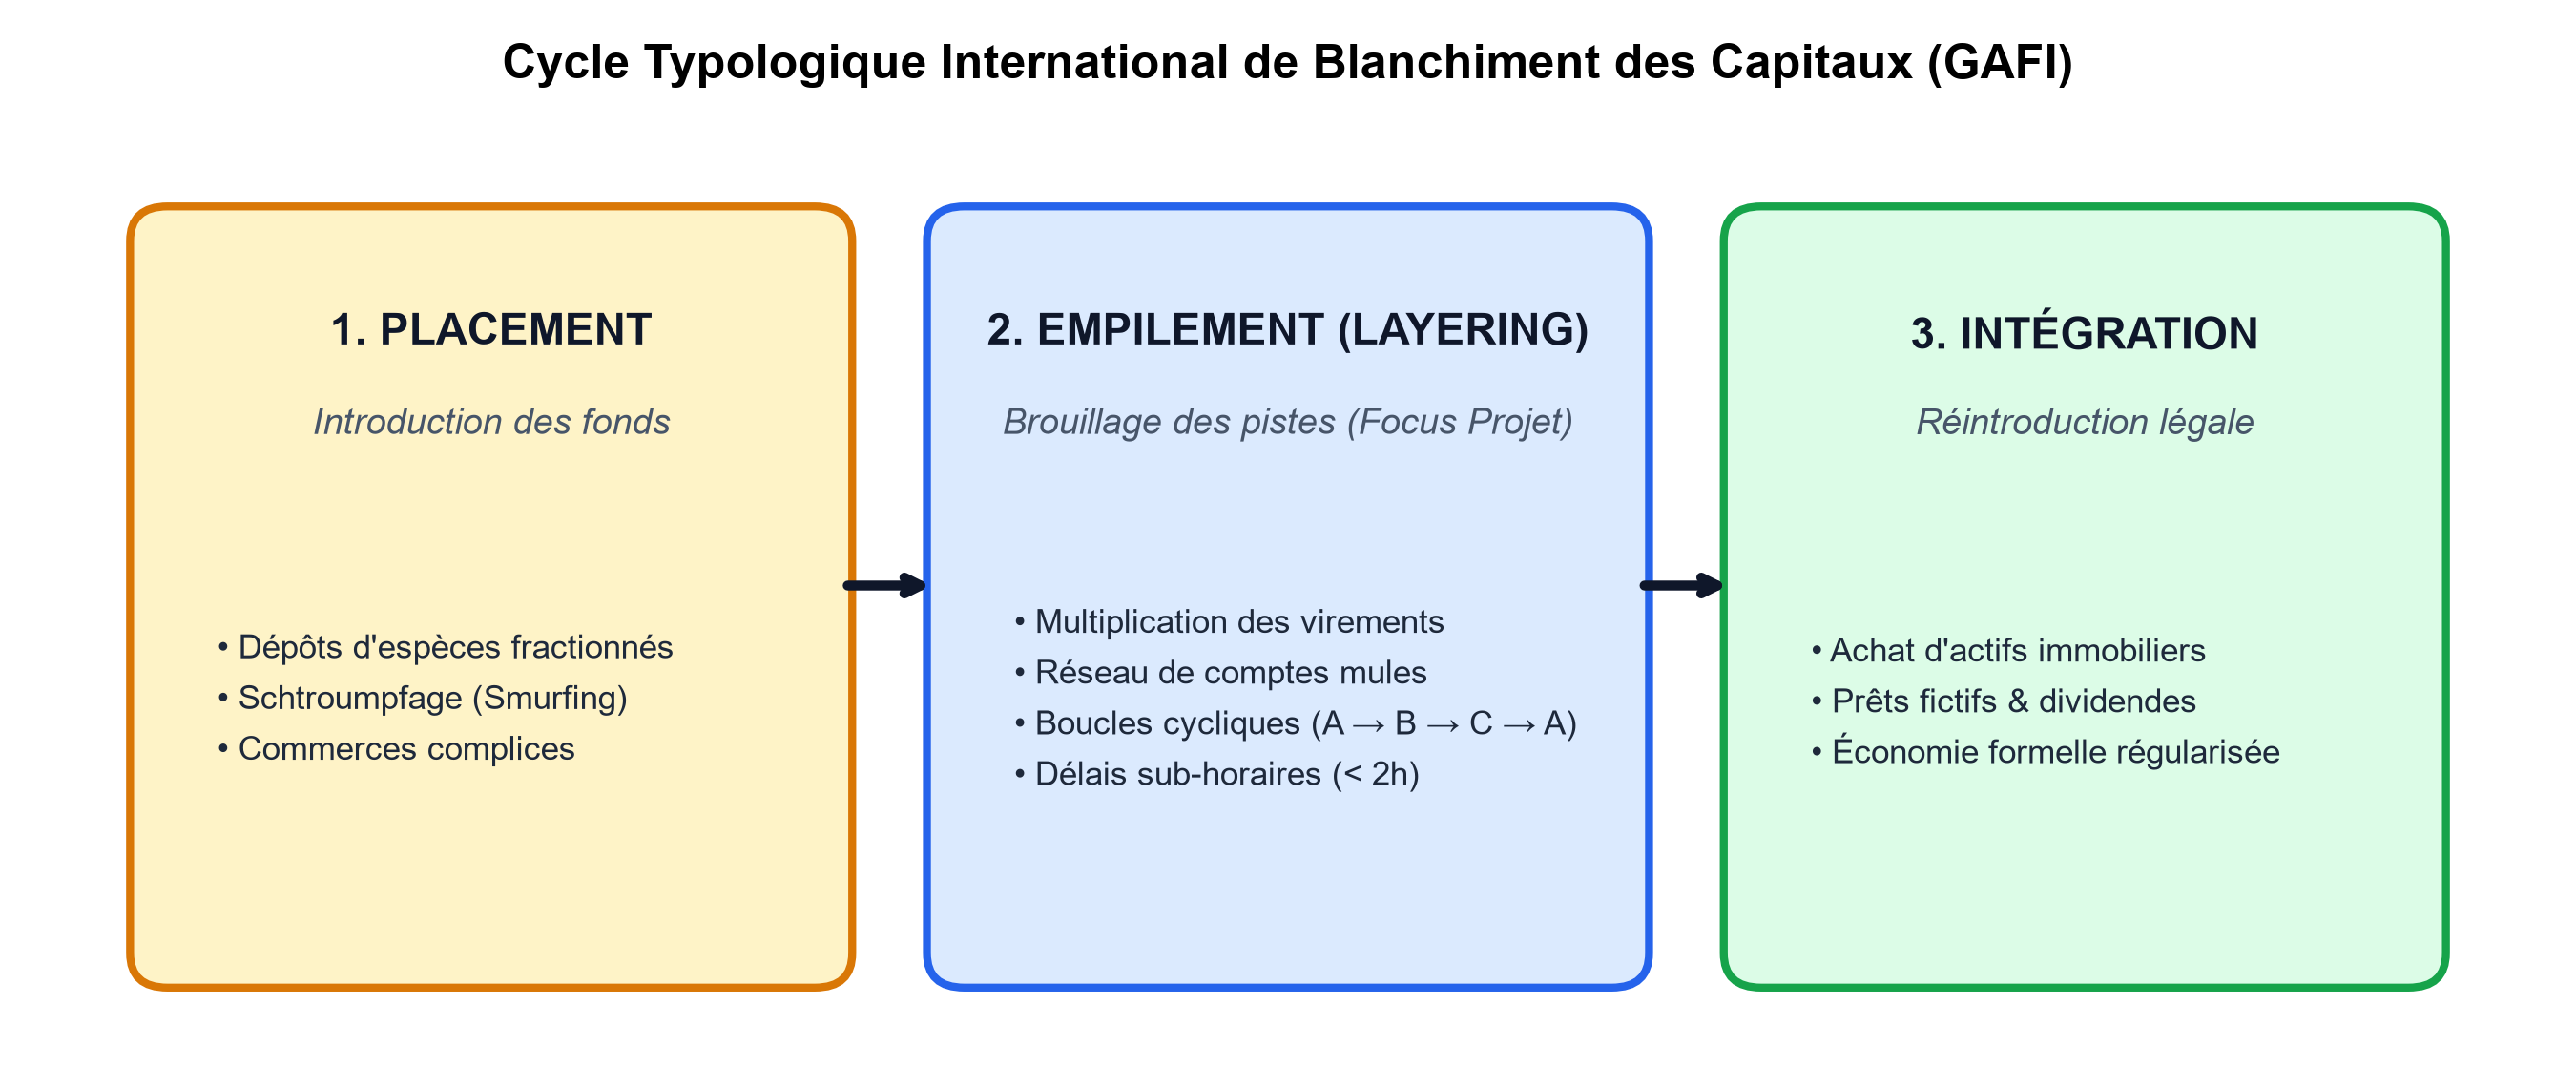 Cycle Typologique International de Blanchiment des Capitaux (GAFI)
1. PLACEMENT
Introduction des fonds
• Dépôts d'espèces fractionnés
• Schtroumpfage (Smurfing)
• Commerces complices
2. EMPILEMENT (LAYERING)
Brouillage des pistes (Focus Projet)
• Multiplication des virements
• Réseau de comptes mules
• Boucles cycliques (A → B → C → A)
• Délais sub-horaires (< 2h)
3. INTÉGRATION
Réintroduction légale
• Achat d'actifs immobiliers
• Prêts fictifs & dividendes
• Économie formelle régularisée